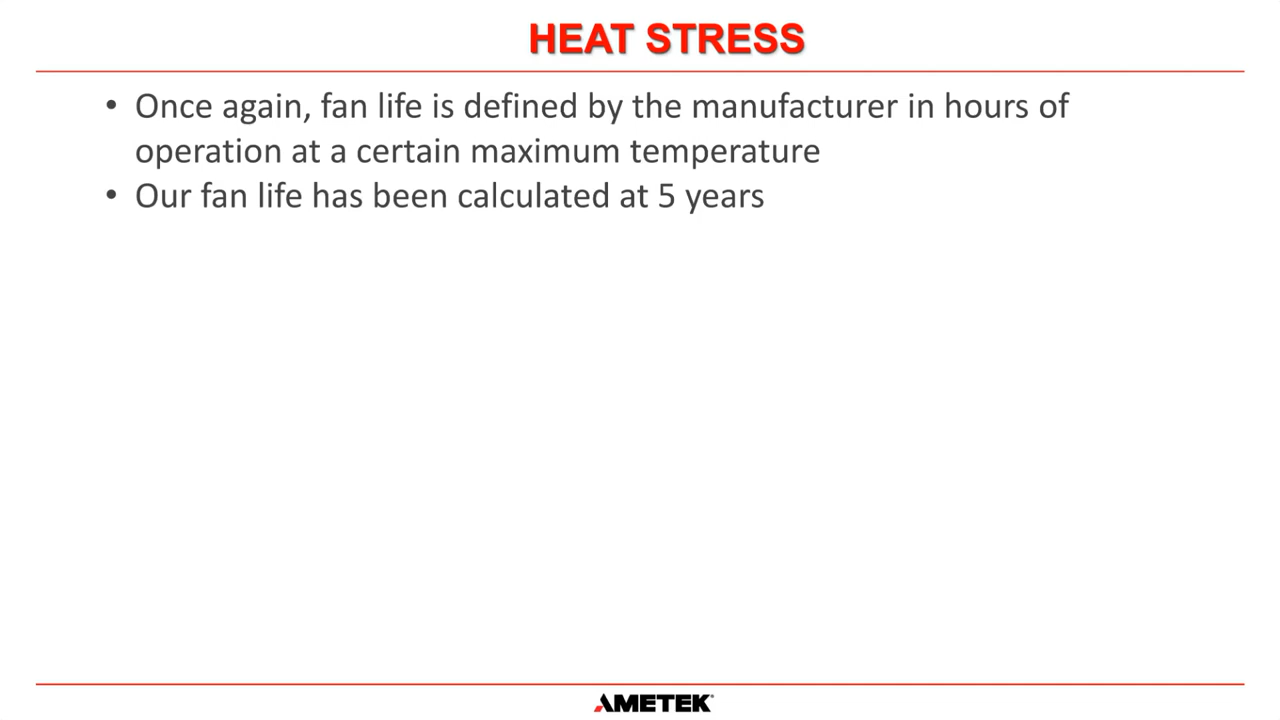 HEAT STRESS
• Once again, fan life is defined by the manufacturer in hours of
operation at a certain maximum temperature
• Our fan life has been calculated at 5 years
AMETEK®